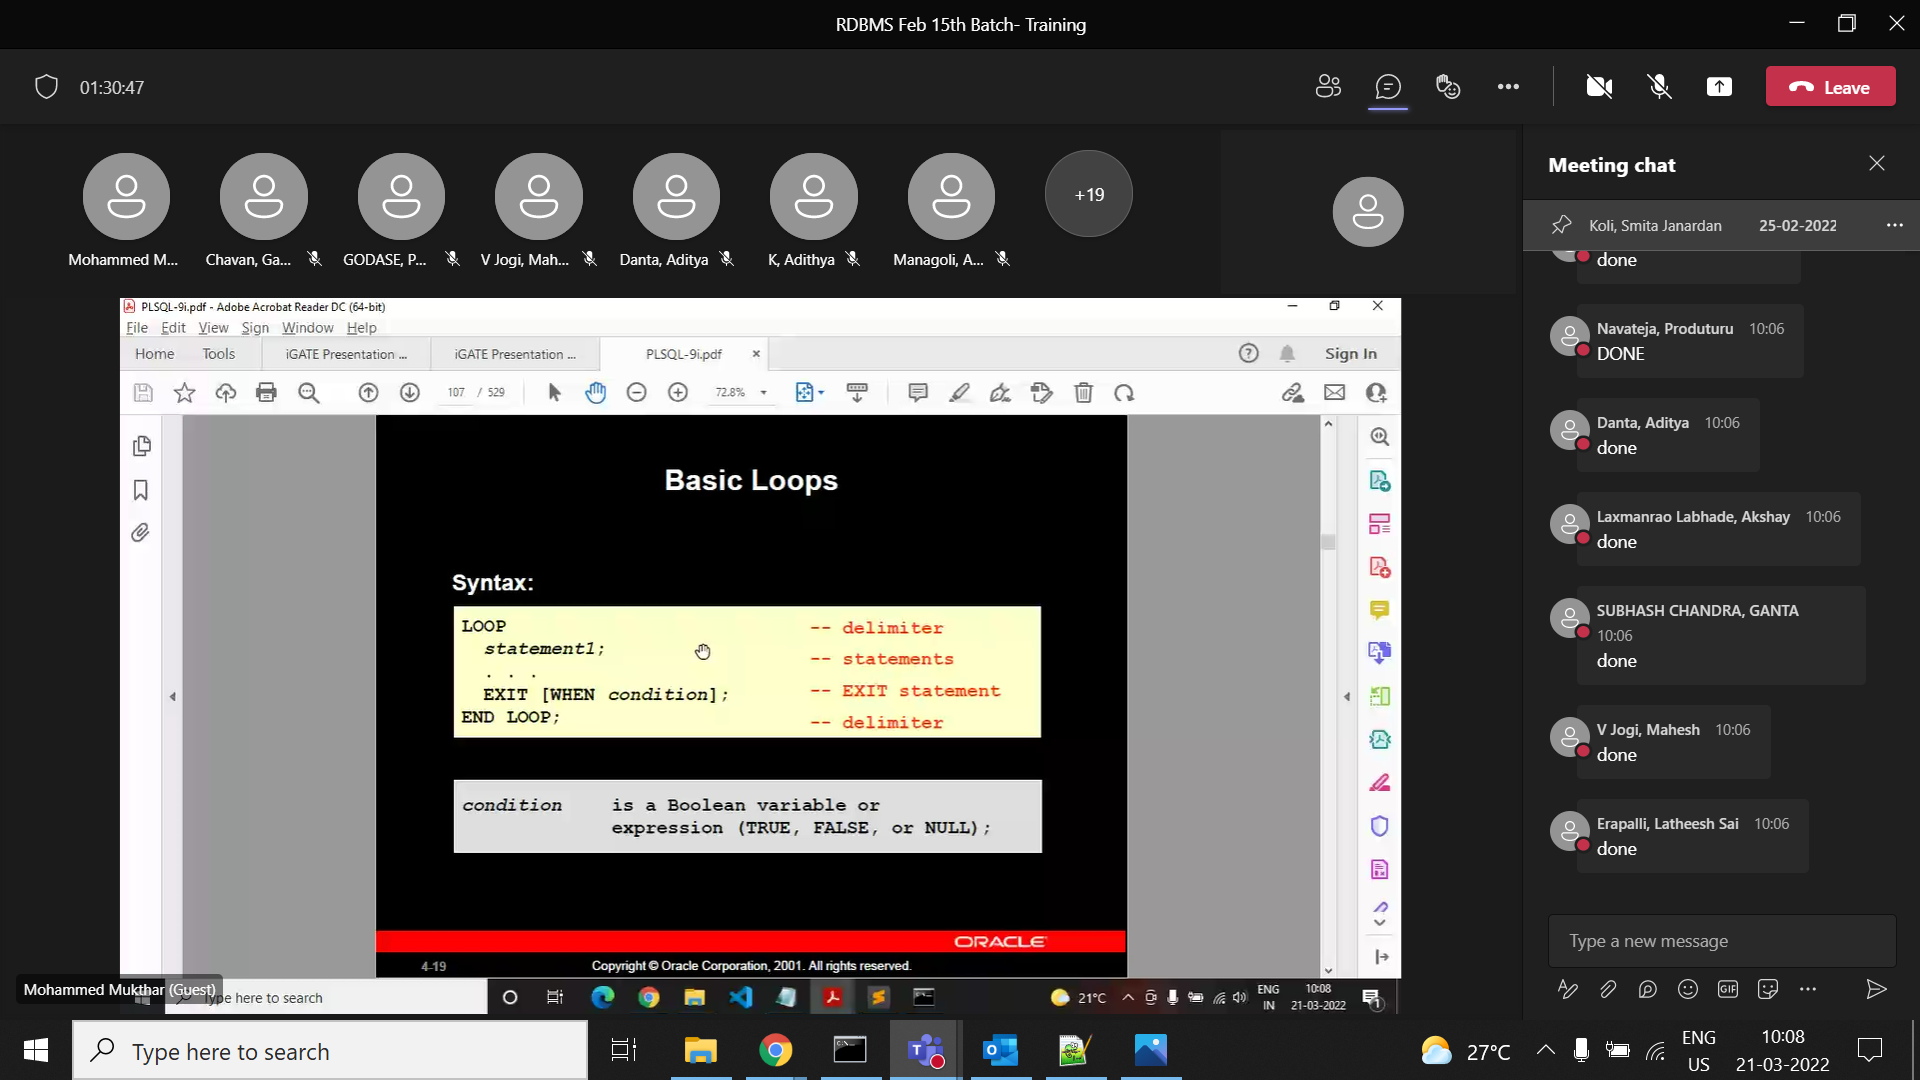 RDBMS Feb 15th Batch- Training
01:30:47
Leave
Mohammed M...
Chavan, Ga...
GODASE, P...
V Jogi, Mah...
Danta, Aditya
K, Adithya
Managoli, A...
+19
PLSQL-9i.pdf - Adobe Acrobat Reader DC (64-bit)
File Edit View Sign Window Help
Home Tools iGATE Presentation ... iGATE Presentation ... PLSQL-9i.pdf Sign In
107 / 529 72.8%
Basic Loops
Syntax:
LOOP -- delimiter
statement1; -- statements
. . .
EXIT [WHEN condition]; -- EXIT statement
END LOOP; -- delimiter
condition is a Boolean variable or
expression (TRUE, FALSE, or NULL);
ORACLE
4-19 Copyright © Oracle Corporation, 2001. All rights reserved.
Mohammed Mukthar (Guest)
Type here to search
21°C
ENG
IN
10:08
21-03-2022
1
Meeting chat
Koli, Smita Janardan 25-02-2022
done
Navateja, Produturu 10:06
DONE
Danta, Aditya 10:06
done
Laxmanrao Labhade, Akshay 10:06
done
SUBHASH CHANDRA, GANTA
10:06
done
V Jogi, Mahesh 10:06
done
Erapalli, Latheesh Sai 10:06
done
Type a new message
GIF
Type here to search
27°C
ENG
US
10:08
21-03-2022